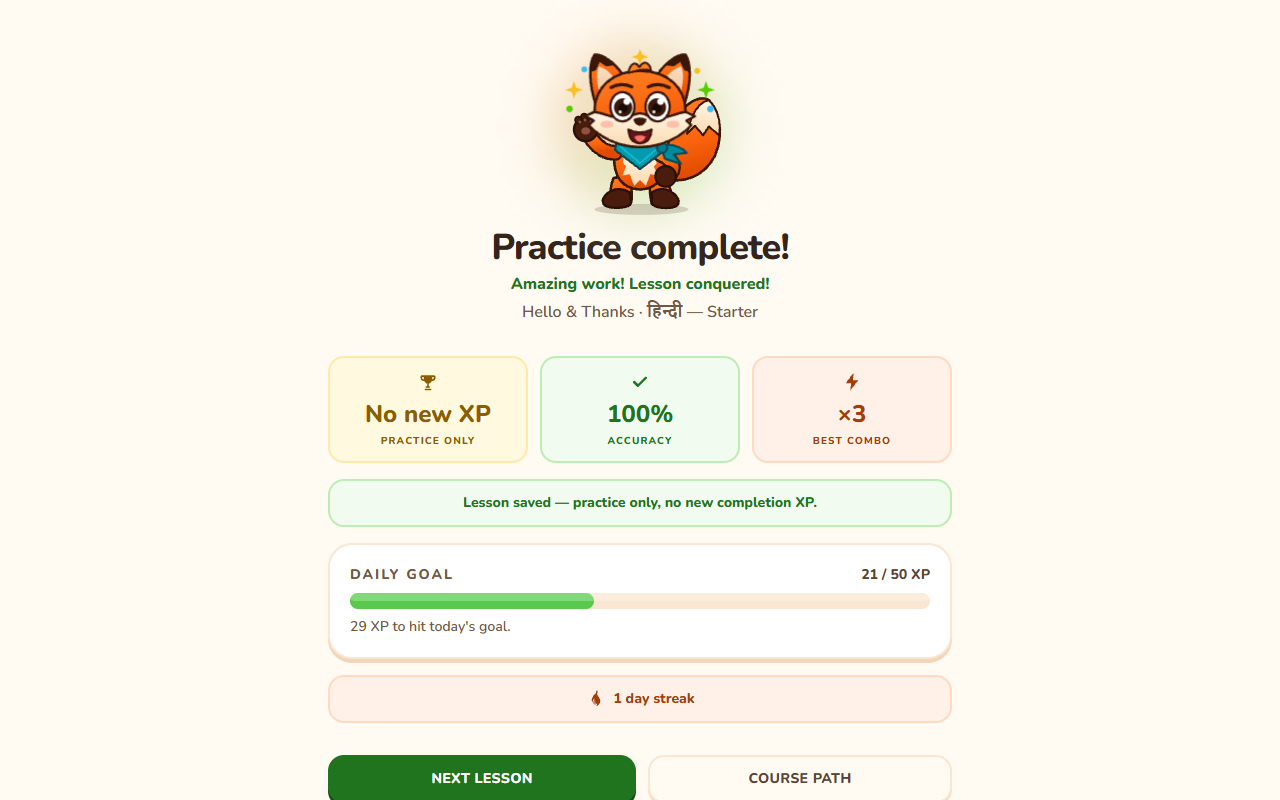 Practice complete!
Amazing work! Lesson conquered!
Hello & Thanks · हिन्दी — Starter
No new XP
PRACTICE ONLY
100%
ACCURACY
×3
BEST COMBO
Lesson saved — practice only, no new completion XP.
DAILY GOAL
21 / 50 XP
29 XP to hit today's goal.
1 day streak
NEXT LESSON
COURSE PATH